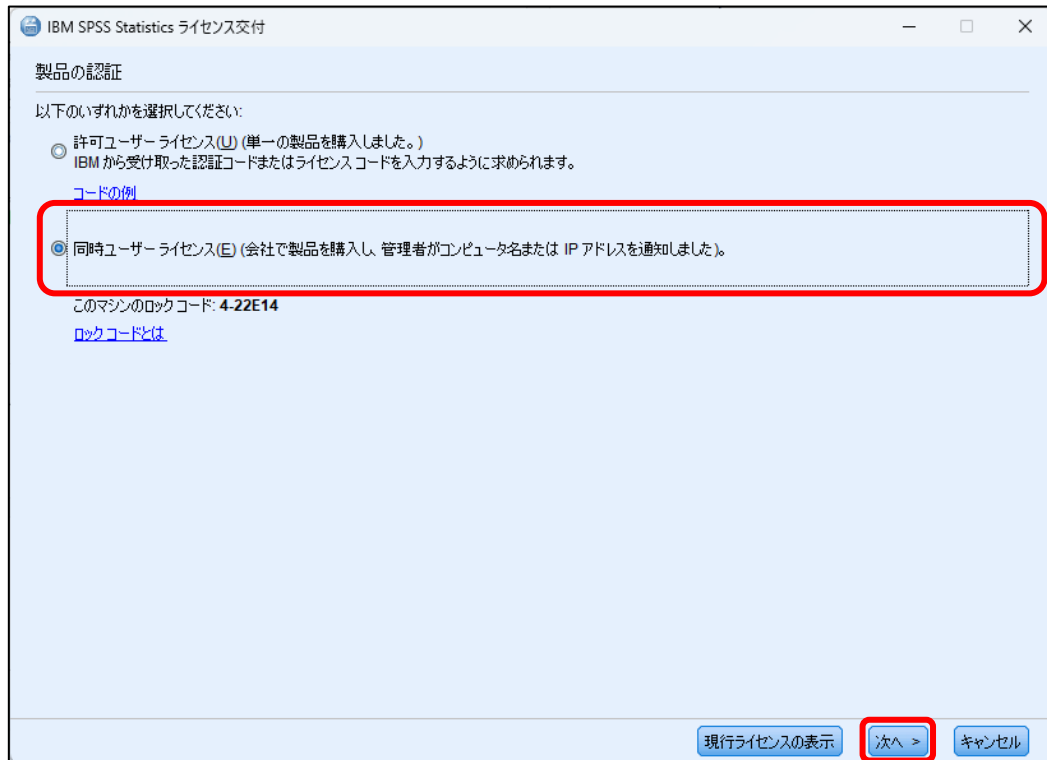 IBM SPSS Statistics ライセンス交付
製品の認証
以下のいずれかを選択してください:
許可ユーザー ライセンス(U) (単一の製品を購入しました。)
IBM から受け取った認証コードまたはライセンス コードを入力するように求められます。
コードの例
同時ユーザー ライセンス(E) (会社で製品を購入し、管理者がコンピュータ名または IP アドレスを通知しました)。
このマシンのロック コード: 4-22E14
ロック コードとは
現行ライセンスの表示
次へ >
キャンセル